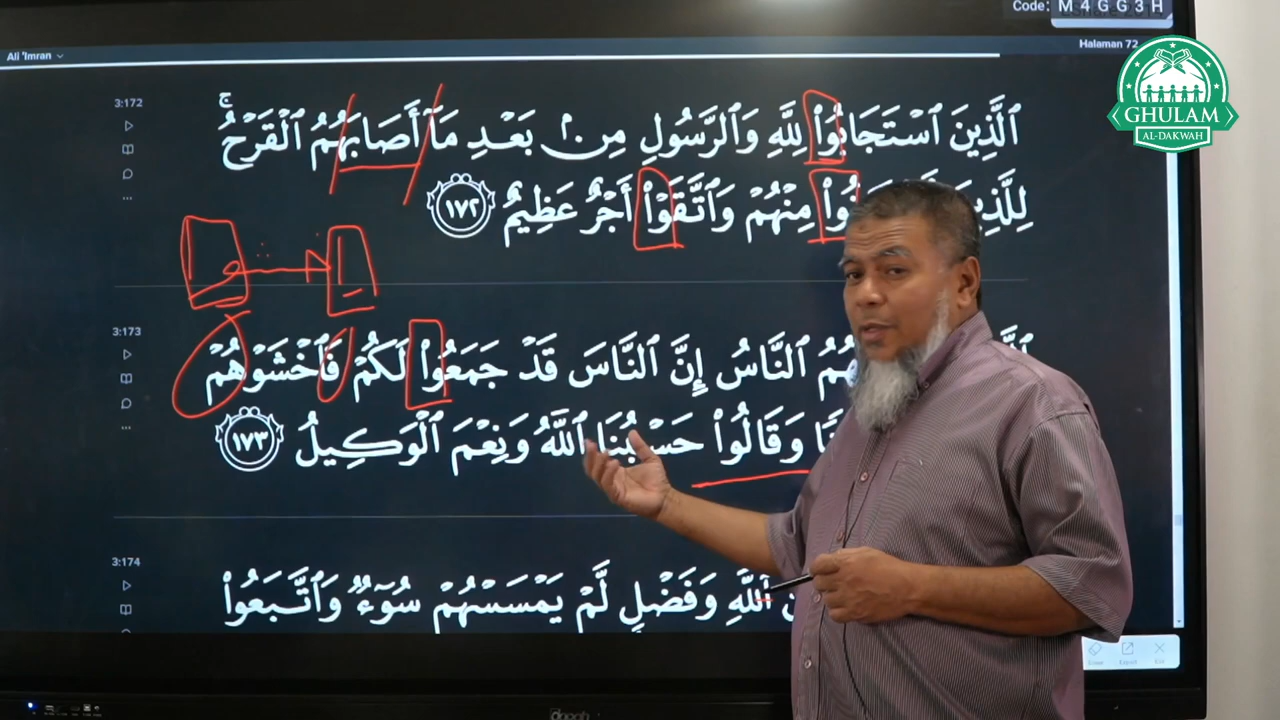 Code: M 4 G G 3 H
Ali 'Imran
Halaman 72
GHULAM
AL-DAKWAH
3:172
ٱلَّذِينَ ٱسْتَجَابُوا۟ لِلَّهِ وَٱلرَّسُولِ مِنۢ بَعْدِ مَآ أَصَابَهُمُ ٱلْقَرْحُ ۚ
لِلَّذِينَ مِنْهُمْ وَٱتَّقَوْا۟ أَجْرٌ عَظِيمٌ ١٧٢
3:173
ٱلنَّاسُ إِنَّ ٱلنَّاسَ قَدْ جَمَعُوا۟ لَكُمْ فَٱخْشَوْهُمْ
وَقَالُوا۟ حَسْبُنَا ٱللَّهُ وَنِعْمَ ٱلْوَكِيلُ ١٧٣
3:174
ٱللَّهِ وَفَضْلٍ لَّمْ يَمْسَسْهُمْ سُوٓءٌ وَٱتَّبَعُوا۟